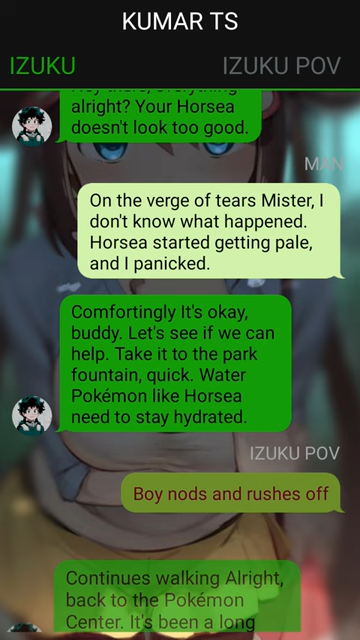 KUMAR TS
IZUKU IZUKU POV
Hey there, everything
alright? Your Horsea
doesn't look too good.
MAN
On the verge of tears Mister, I
don't know what happened.
Horsea started getting pale,
and I panicked.
Comfortingly It's okay,
buddy. Let's see if we can
help. Take it to the park
fountain, quick. Water
Pokémon like Horsea
need to stay hydrated.
IZUKU POV
Boy nods and rushes off
Continues walking Alright,
back to the Pokémon
Center. It's been a long